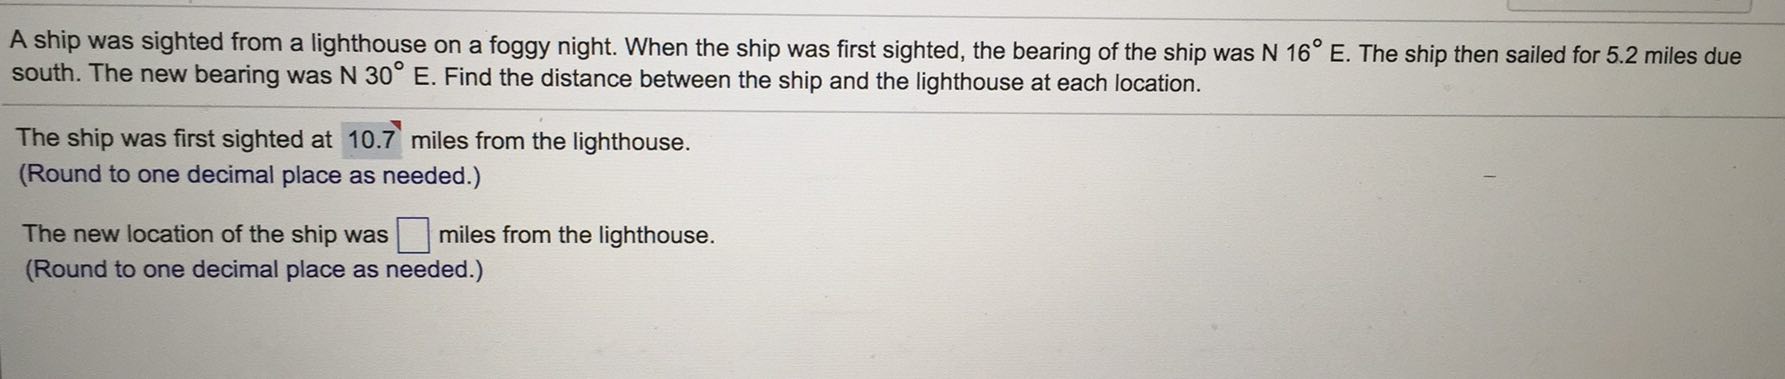 A ship was sighted from a lighthouse on a foggy night. When the ship was first sighted, the bearing of the ship was N 16° E. The ship then sailed for 5.2 miles due
south. The new bearing was N 30° E. Find the distance between the ship and the lighthouse at each location.
The ship was first sighted at 10.7 miles from the lighthouse.
(Round to one decimal place as needed.)
The new location of the ship was miles from the lighthouse.
(Round to one decimal place as needed.)